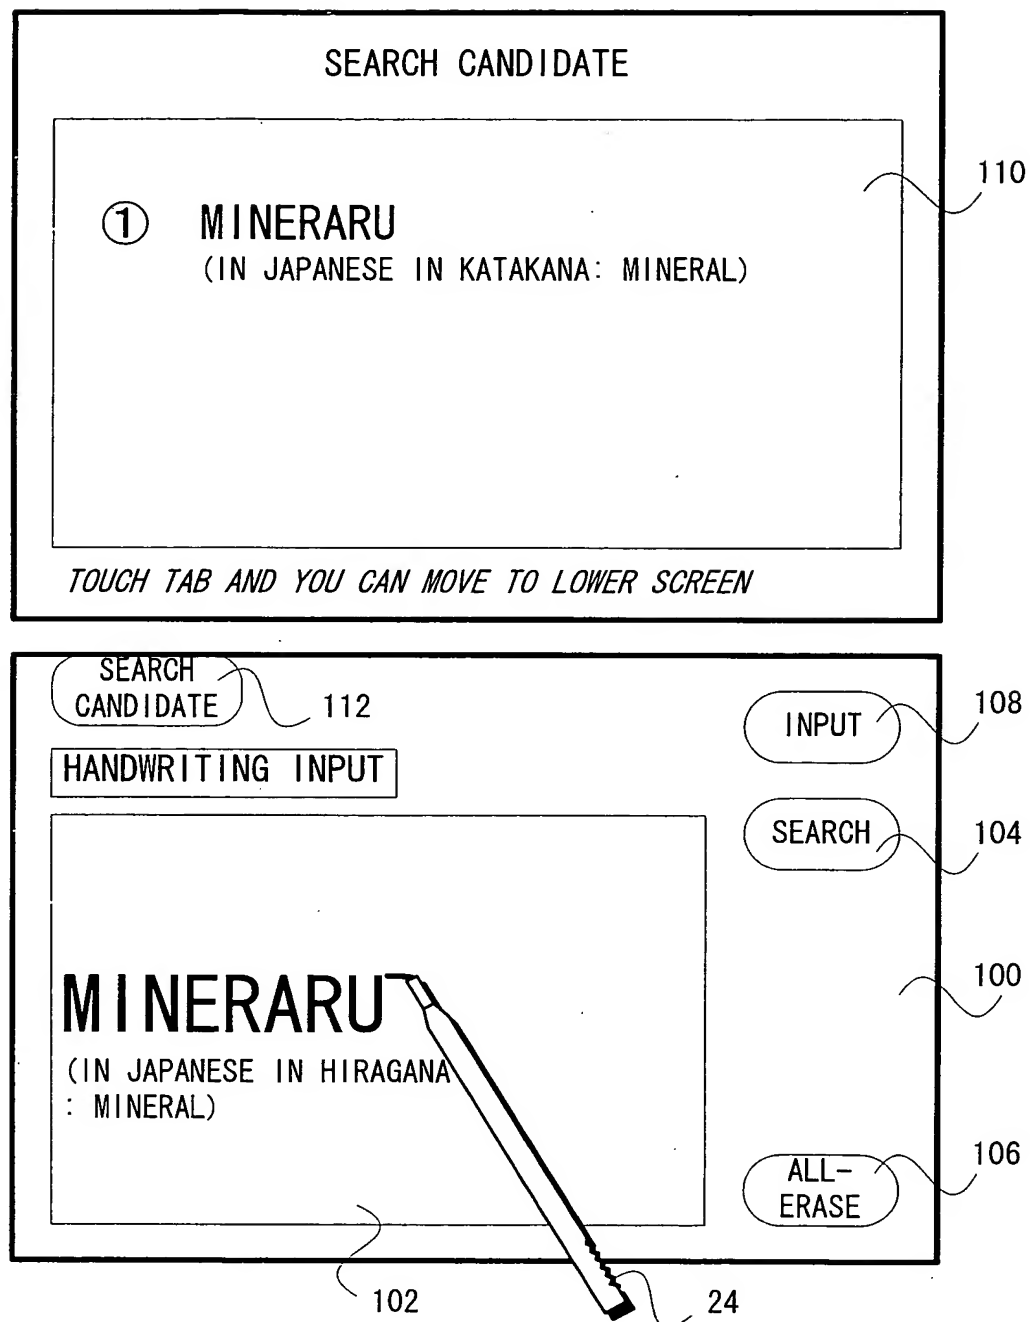 SEARCH CANDIDATE
110
① MINERARU
(IN JAPANESE IN KATAKANA: MINERAL)
TOUCH TAB AND YOU CAN MOVE TO LOWER SCREEN
SEARCH
CANDIDATE
112
INPUT
108
HANDWRITING INPUT
SEARCH
104
100
MINERARU
(IN JAPANESE IN HIRAGANA
: MINERAL)
ALL-
ERASE
106
102
24